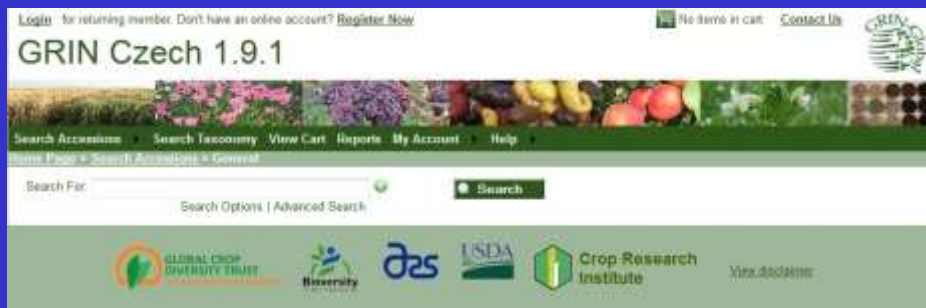 Login for returning member. Don't have an online account? Register Now
No items in cart Contact Us
GRIN Czech 1.9.1
Search Accessions Search Taxonomy View Cart Reports My Account Help
Home Page > Search Accessions > General
Search For:
Search
Search Options | Advanced Search
GLOBAL CROP
DIVERSITY TRUST
Bioversity
ars
USDA
Crop Research
Institute
View disclaimer